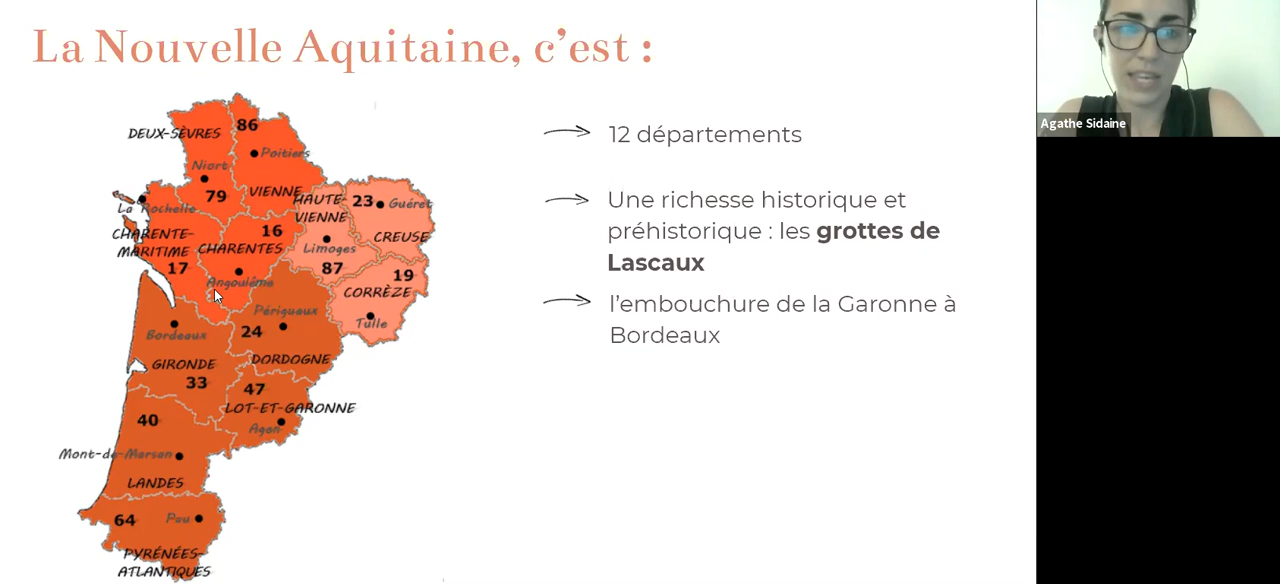 La Nouvelle Aquitaine, c'est :
DEUX-SÈVRES
86
Poitiers
Niort
79
VIENNE
La Rochelle
CHARENTE-
MARITIME
17
16
CHARENTES
Angoulême
HAUTE-
VIENNE
Limoges
87
23
Guéret
CREUSE
19
CORRÈZE
Tulle
Périgueux
24
DORDOGNE
Bordeaux
GIRONDE
33
47
LOT-ET-GARONNE
Agen
40
Mont-de-Marsan
LANDES
64
Pau
PYRÉNÉES-
ATLANTIQUES
12 départements
Une richesse historique et
préhistorique : les grottes de
Lascaux
l'embouchure de la Garonne à
Bordeaux
Agathe Sidaine